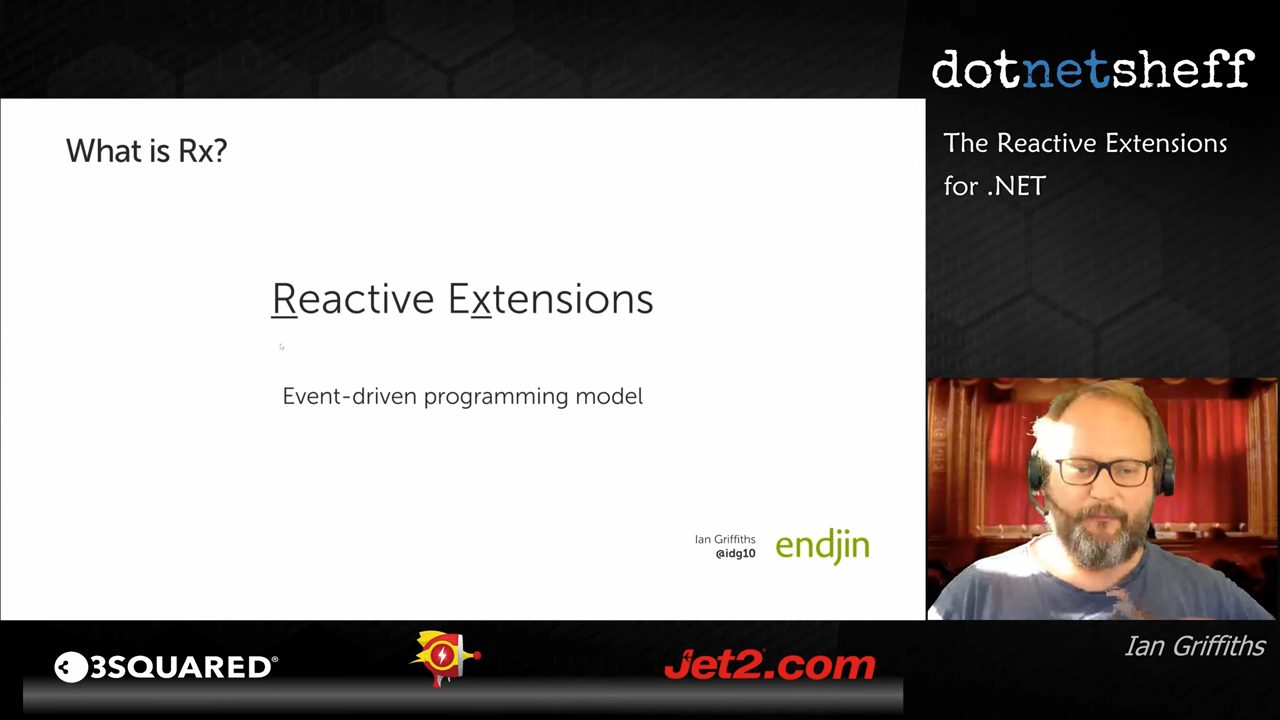 dotnetsheff
The Reactive Extensions
for .NET
What is Rx?
Reactive Extensions
Event-driven programming model
Ian Griffiths
@idg10
endjin
Ian Griffiths
3SQUARED®
Jet2.com